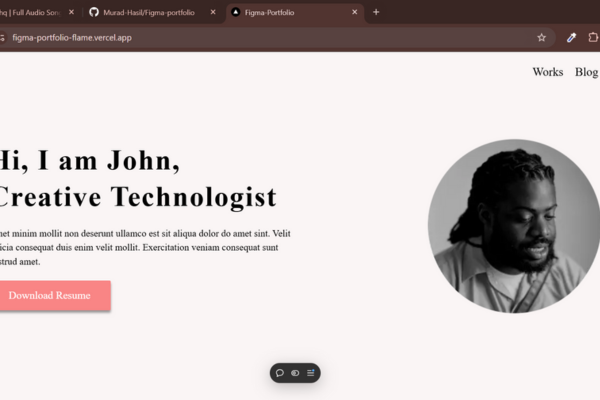 hq | Full Audio Son
Murad-Hasil/Figma-portfolio
Figma-Portfolio
figma-portfolio-flame.vercel.app
Works Blog
Hi, I am John,
Creative Technologist
met minim mollit non deserunt ullamco est sit aliqua dolor do amet sint. Velit
ficia consequat duis enim velit mollit. Exercitation veniam consequat sunt
strud amet.
Download Resume